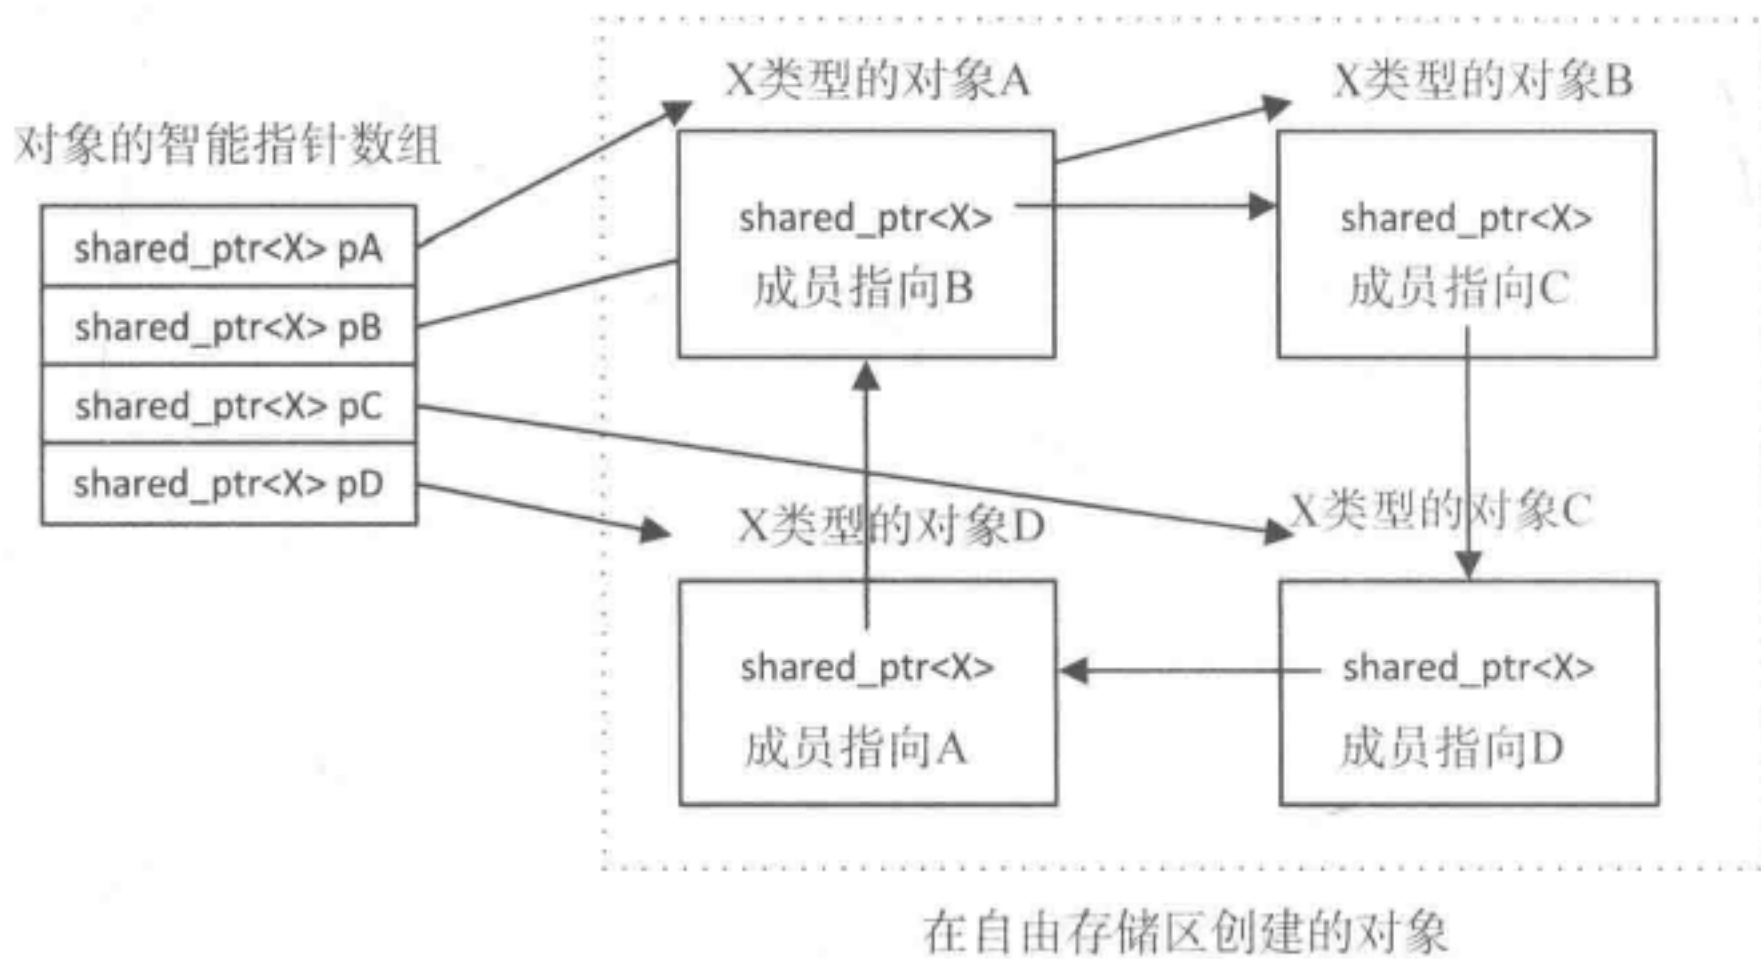 对象的智能指针数组
shared_ptr<X> pA
shared_ptr<X> pB
shared_ptr<X> pC
shared_ptr<X> pD
X类型的对象A
shared_ptr<X>
成员指向B
X类型的对象B
shared_ptr<X>
成员指向C
X类型的对象D
shared_ptr<X>
成员指向A
X类型的对象C
shared_ptr<X>
成员指向D
在自由存储区创建的对象